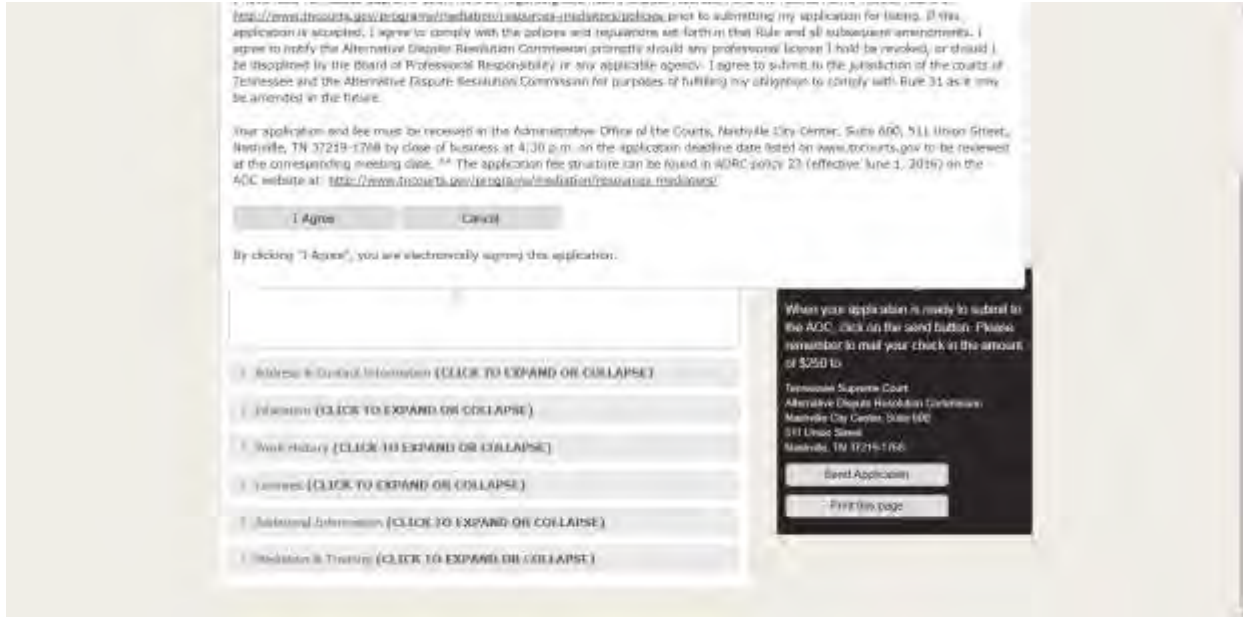 http://www.tncourts.gov/programs/mediation/resources-mediators/policies prior to submitting my application for listing. If this
application is accepted, I agree to comply with the policies and regulations set forth in that Rule and all subsequent amendments. I
agree to notify the Alternative Dispute Resolution Commission promptly should any professional license I hold be revoked, or should I
be disciplined by the Board of Professional Responsibility or any applicable agency. I agree to submit to the jurisdiction of the courts of
Tennessee and the Alternative Dispute Resolution Commission for purposes of fulfilling my obligation to comply with Rule 31 as it may
be amended in the future.
Your application and fee must be received in the Administrative Office of the Courts, Nashville City Center, Suite 600, 511 Union Street,
Nashville, TN 37219-1768 by close of business at 4:30 p.m. on the application deadline date listed on www.tncourts.gov to be reviewed
at the corresponding meeting date. ** The application fee structure can be found in ADRC policy 23 (effective June 1, 2016) on the
AOC website at: http://www.tncourts.gov/programs/mediation/resources-mediators/
I Agree
Cancel
By clicking "I Agree", you are electronically signing this application.
Address & Contact Information (CLICK TO EXPAND OR COLLAPSE)
Education (CLICK TO EXPAND OR COLLAPSE)
Work History (CLICK TO EXPAND OR COLLAPSE)
Licenses (CLICK TO EXPAND OR COLLAPSE)
Additional Information (CLICK TO EXPAND OR COLLAPSE)
Mediation & Training (CLICK TO EXPAND OR COLLAPSE)
When your application is ready to submit to
the AOC, click on the send button. Please
remember to mail your check in the amount
of $250 to
Tennessee Supreme Court
Alternative Dispute Resolution Commission
Nashville City Center, Suite 600
511 Union Street
Nashville, TN 37219-1768
Send Application
Print this page